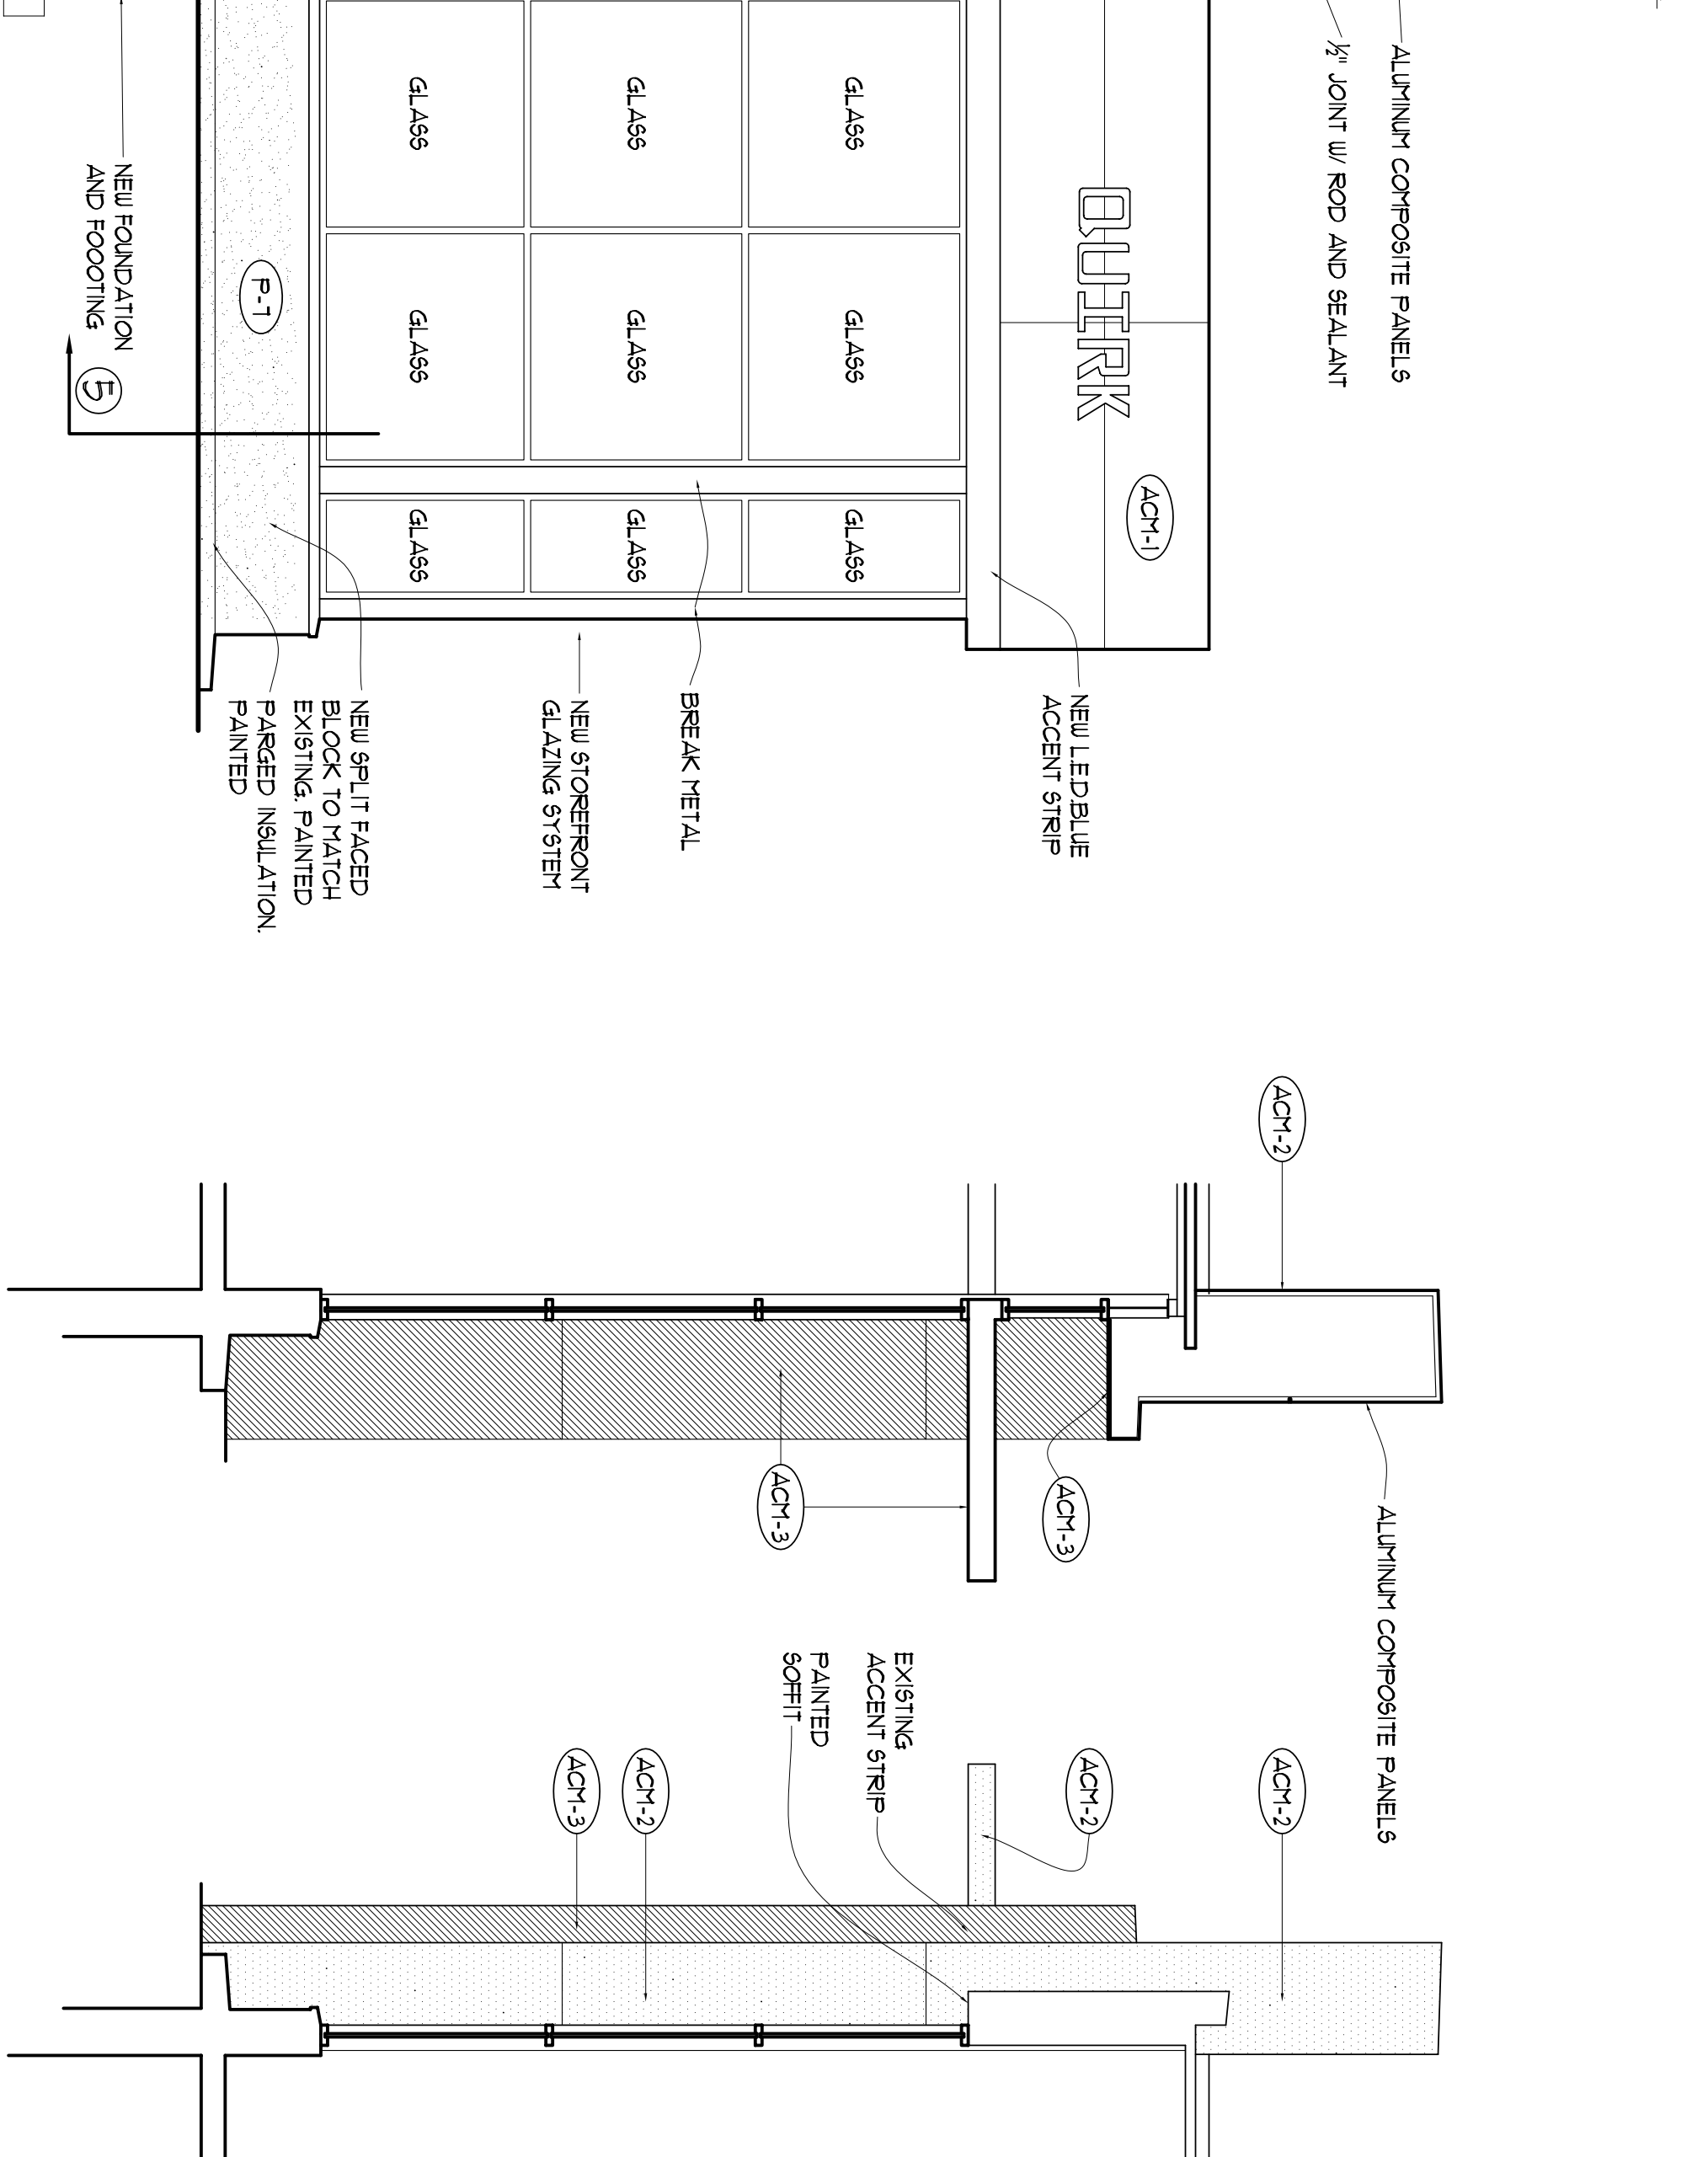 ALUMINUM COMPOSITE PANELS
½" JOINT W/ ROD AND SEALANT
QUIRK
ACM-1
NEW L.E.D.BLUE
ACCENT STRIP
GLASS
GLASS
GLASS
BREAK METAL
GLASS
GLASS
GLASS
NEW STOREFRONT
GLAZING SYSTEM
GLASS
GLASS
GLASS
NEW SPLIT FACED
BLOCK TO MATCH
EXISTING. PAINTED
P-7
PARGED INSULATION.
PAINTED
NEW FOUNDATION
AND FOOOTING
5
ACM-2
ALUMINUM COMPOSITE PANELS
ACM-3
ACM-3
ACM-2
ACM-2
EXISTING
ACCENT STRIP
PAINTED
SOFFIT
ACM-2
ACM-3